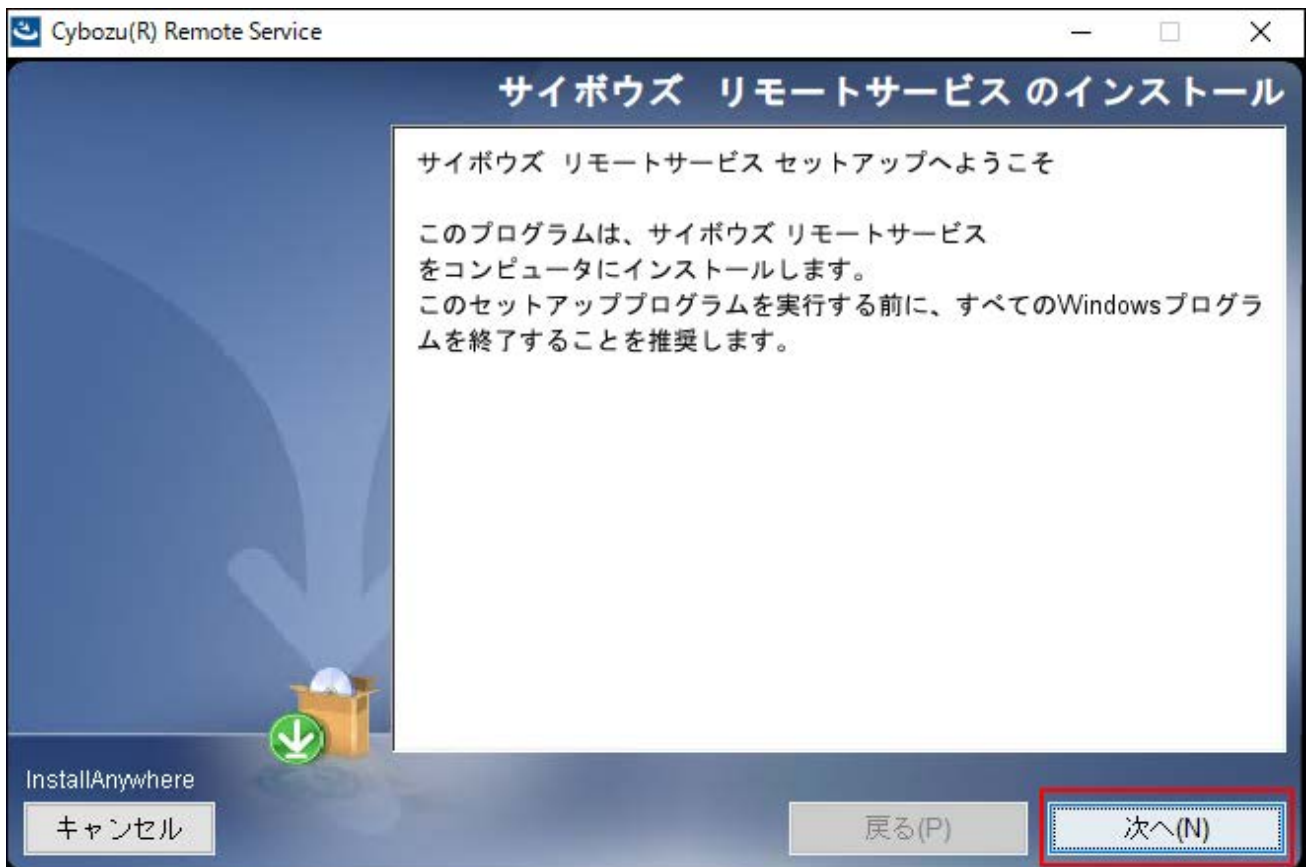 Cybozu(R) Remote Service
サイボウズ リモートサービス のインストール
サイボウズ リモートサービス セットアップへようこそ
このプログラムは、サイボウズ リモートサービス
をコンピュータにインストールします。
このセットアッププログラムを実行する前に、すべてのWindowsプログラ
ムを終了することを推奨します。
InstallAnywhere
キャンセル
戻る(P)
次へ(N)